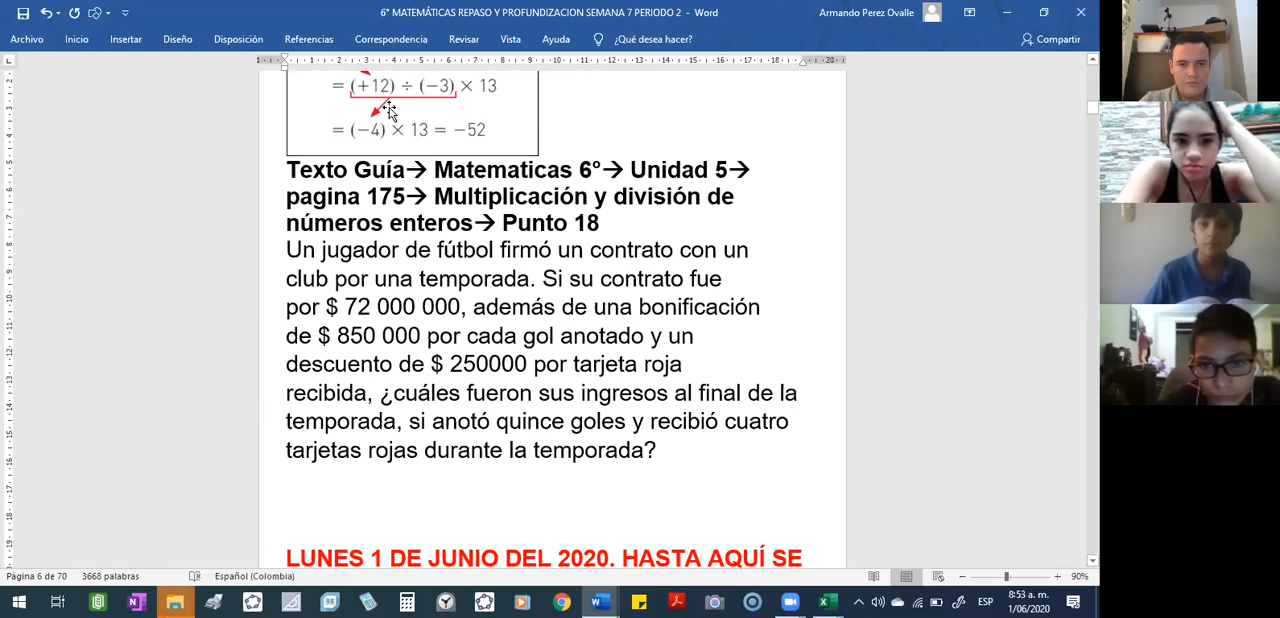 6° MATEMÁTICAS REPASO Y PROFUNDIZACION SEMANA 7 PERIODO 2 - Word
Armando Perez Ovalle
Archivo Inicio Insertar Diseño Disposición Referencias Correspondencia Revisar Vista Ayuda ¿Qué desea hacer? Compartir
= (+12) ÷ (−3) × 13
= (−4) × 13 = −52
Texto Guía→ Matematicas 6°→ Unidad 5→
pagina 175→ Multiplicación y división de
números enteros→ Punto 18
Un jugador de fútbol firmó un contrato con un
club por una temporada. Si su contrato fue
por $ 72 000 000, además de una bonificación
de $ 850 000 por cada gol anotado y un
descuento de $ 250000 por tarjeta roja
recibida, ¿cuáles fueron sus ingresos al final de la
temporada, si anotó quince goles y recibió cuatro
tarjetas rojas durante la temporada?
LUNES 1 DE JUNIO DEL 2020. HASTA AQUÍ SE
Página 6 de 70 3668 palabras Español (Colombia) 90%
ESP
8:53 a. m.
1/06/2020